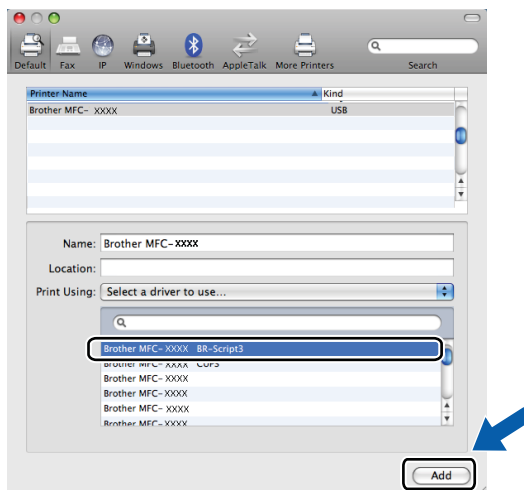 Default Fax IP Windows Bluetooth AppleTalk More Printers Search
Printer Name Kind
Brother MFC- XXXX USB
Name: Brother MFC-XXXX
Location:
Print Using: Select a driver to use...
Brother MFC- XXXX BR-Script3
Brother MFC- XXXX CUPS
Brother MFC- XXXX
Brother MFC- XXXX
Brother MFC- XXXX
Brother MFC- XXXX
Add